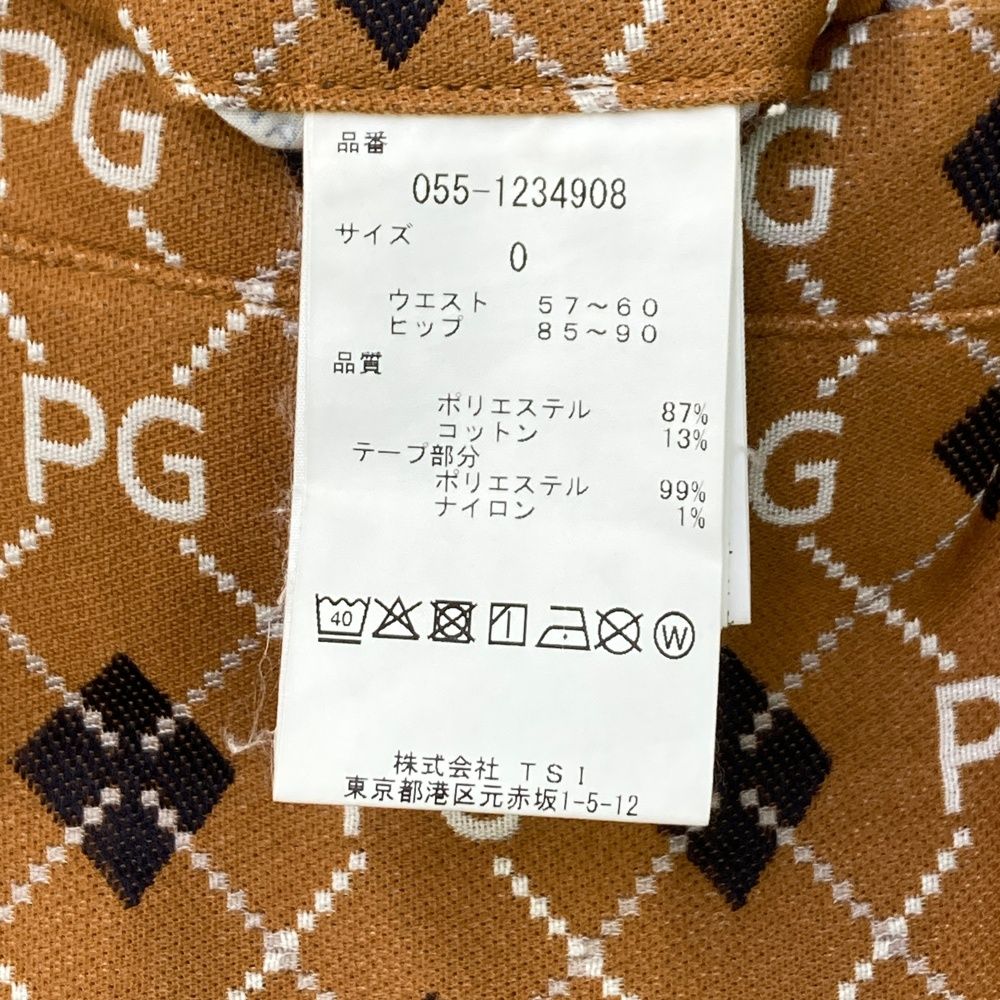 品番
055-1234908
サイズ
0
ウエスト 57～60
ヒップ 85～90
品質
ポリエステル 87%
コットン 13%
テープ部分
ポリエステル 99%
ナイロン 1%
40
W
株式会社 TSI
東京都港区元赤坂1-5-12
PG
G
PG
G
P